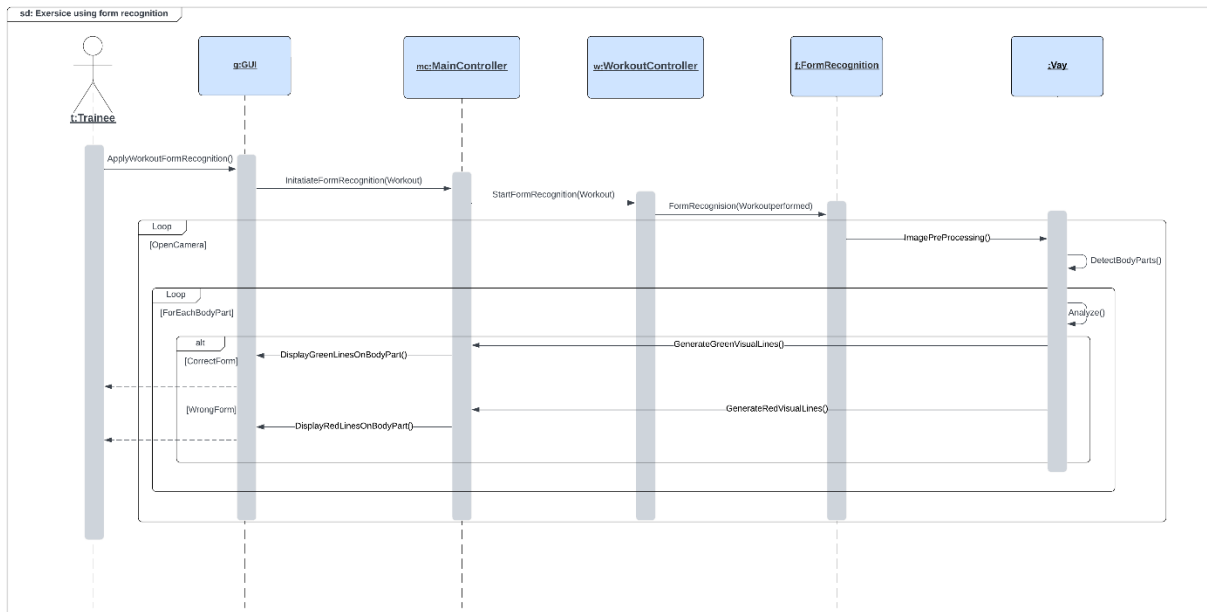 sd: Exersice using form recognition
g:GUI
mc:MainController
w:WorkoutController
f:FormRecognition
:Vay
t:Trainee
ApplyWorkoutFormRecognition()
InitatiateFormRecognition(Workout)
StartFormRecognition(Workout)
FormRecognision(Workoutperformed)
Loop
[OpenCamera]
ImagePreProcessing()
DetectBodyParts()
Loop
[ForEachBodyPart]
Analyze()
alt
[CorrectForm]
GenerateGreenVisualLines()
DisplayGreenLinesOnBodyPart()
[WrongForm]
GenerateRedVisualLines()
DisplayRedLinesOnBodyPart()